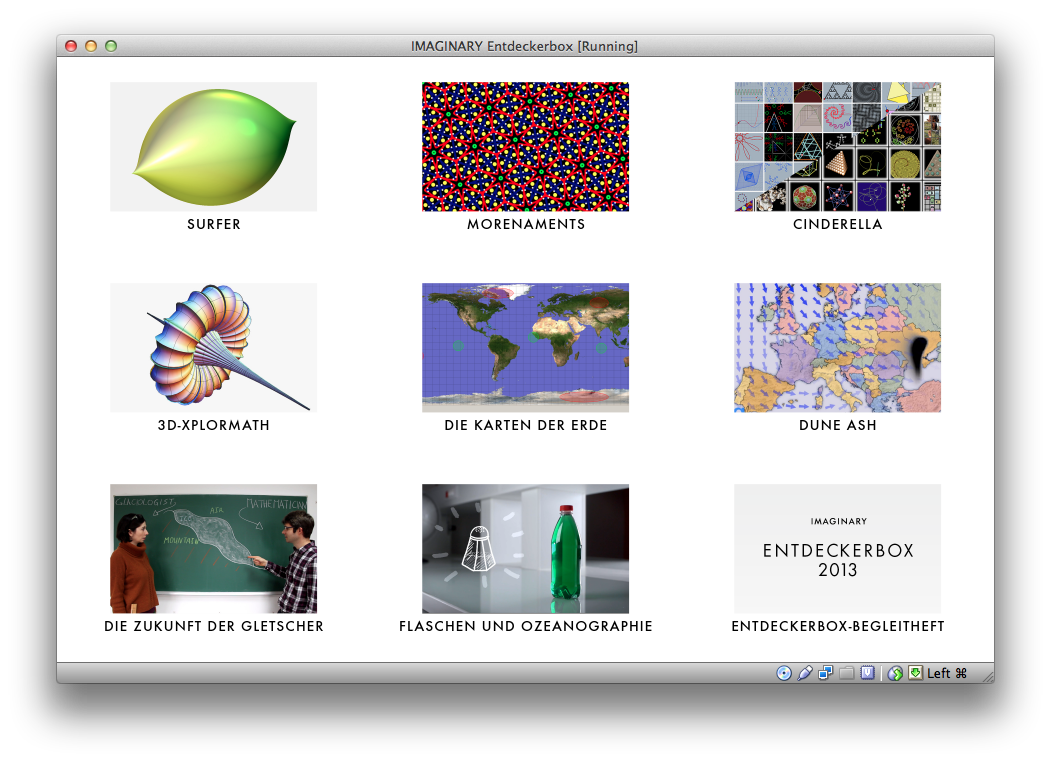 IMAGINARY Entdeckerbox [Running]
SURFER
MORENAMENTS
CINDERELLA
3D-XPLORMATH
DIE KARTEN DER ERDE
DUNE ASH
GLACIOLOGIST
MATHEMATICIAN
ASIA
MOUNTAIN
IMAGINARY
ENTDECKERBOX
2013
DIE ZUKUNFT DER GLETSCHER
FLASCHEN UND OZEANOGRAPHIE
ENTDECKERBOX-BEGLEITHEFT
Left ⌘